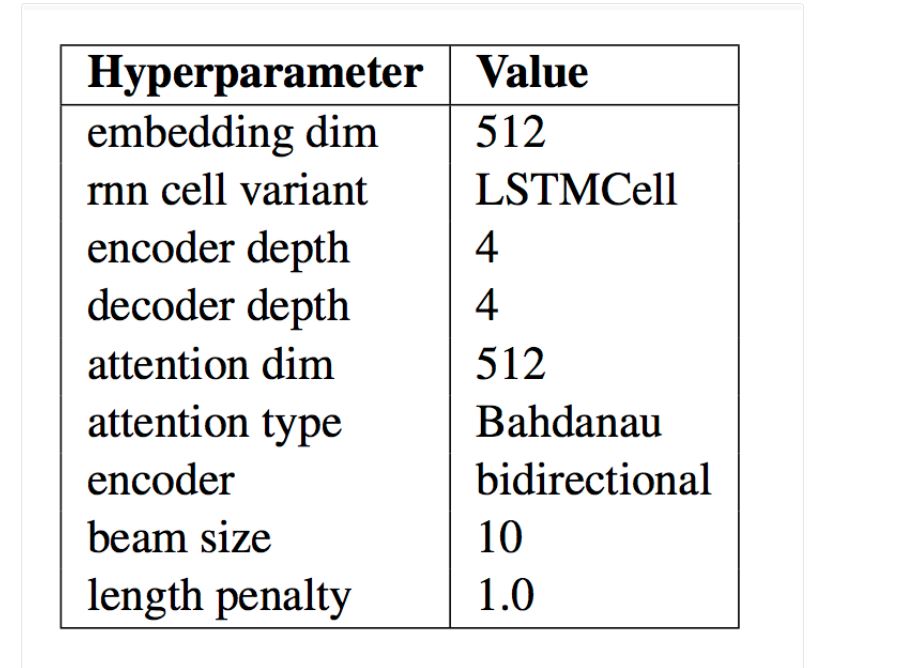 Hyperparameter Value
embedding dim 512
rnn cell variant LSTMCell
encoder depth 4
decoder depth 4
attention dim 512
attention type Bahdanau
encoder bidirectional
beam size 10
length penalty 1.0